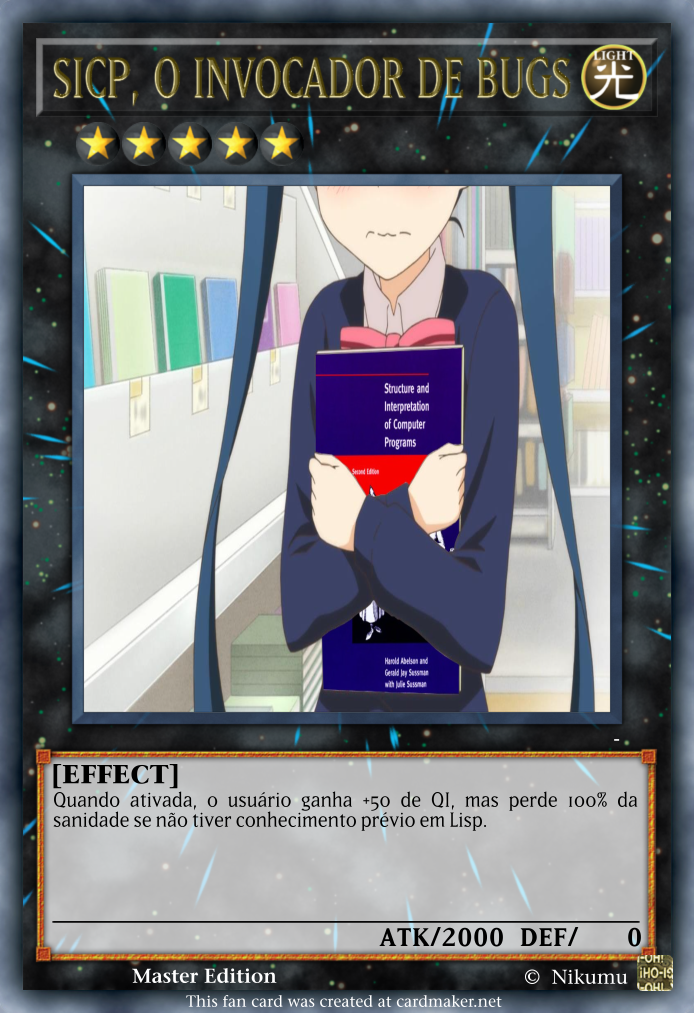 SICP, O INVOCADOR DE BUGS
LIGHT
光
Structure and
Interpretation
of Computer
Programs
Second Edition
Harold Abelson and
Gerald Jay Sussman
with Julie Sussman
-
[EFFECT]
Quando ativada, o usuário ganha +50 de QI, mas perde 100% da
sanidade se não tiver conhecimento prévio em Lisp.
ATK/2000 DEF/ 0
Master Edition
© Nikumu
This fan card was created at cardmaker.net